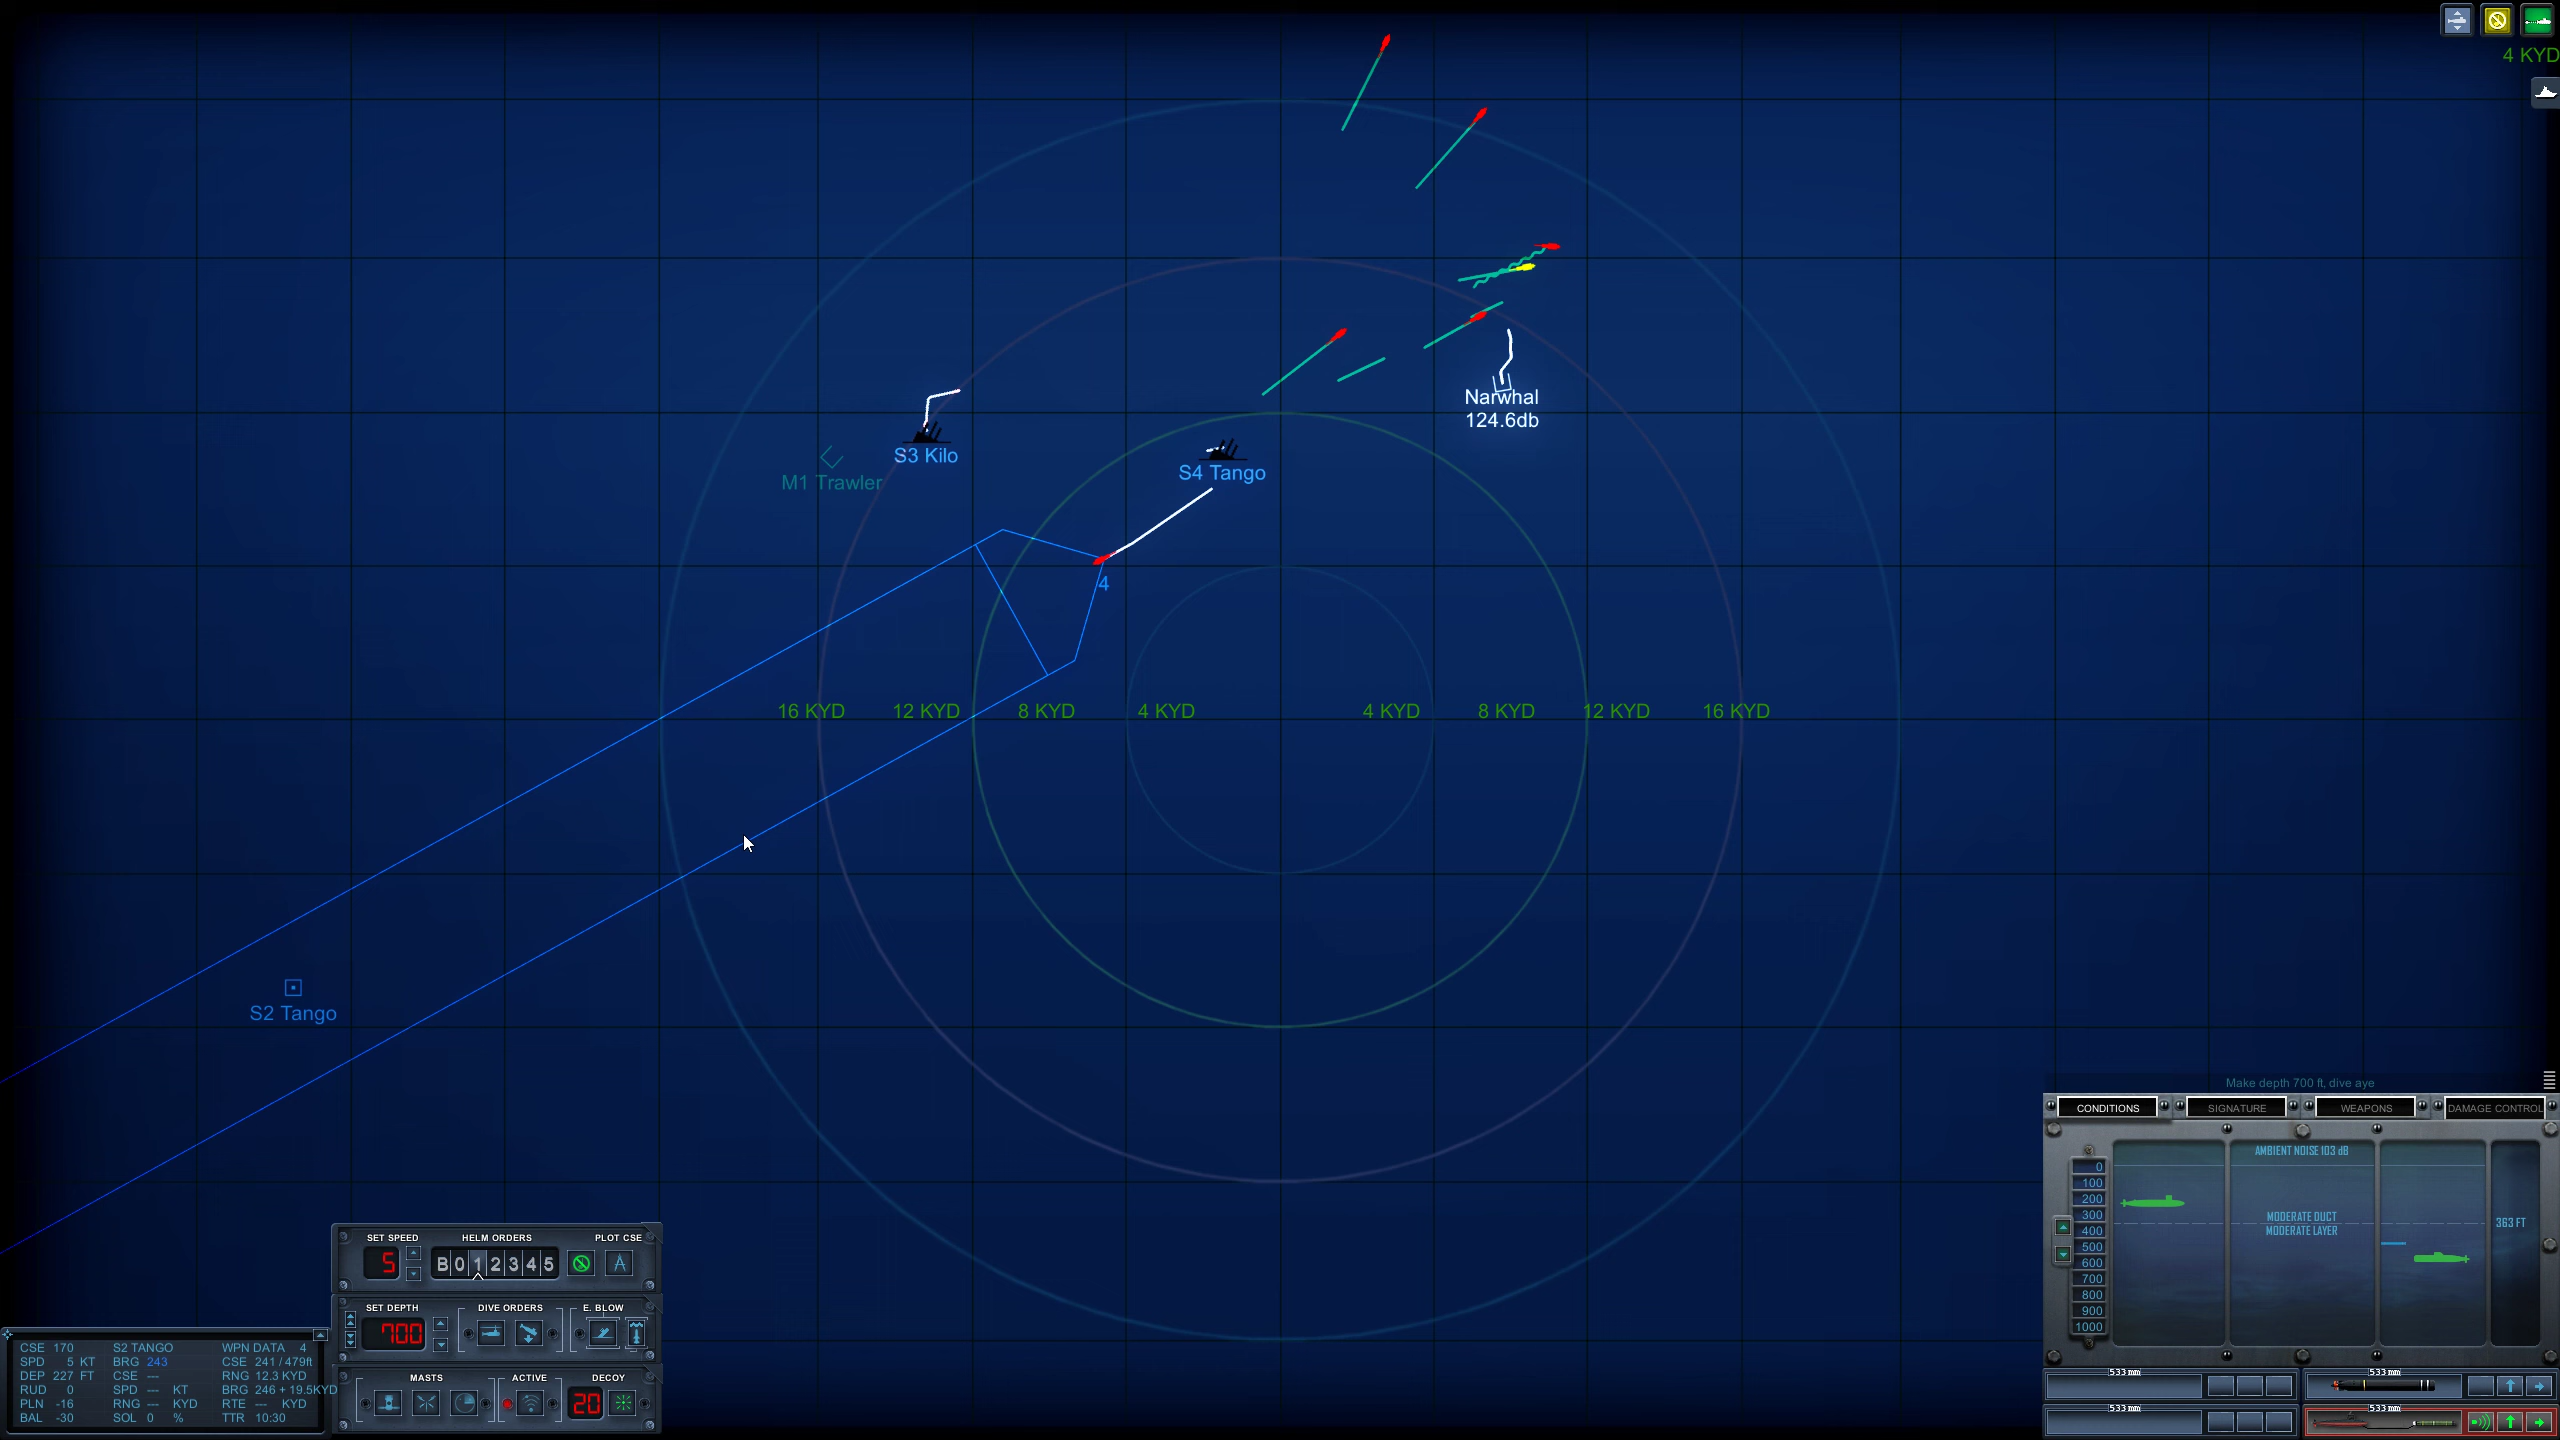 4 KYD
Narwhal
124.6db
S3 Kilo
S4 Tango
M1 Trawler
4
16 KYD 12 KYD 8 KYD 4 KYD 4 KYD 8 KYD 12 KYD 16 KYD
S2 Tango
Make depth 700 ft, dive aye
CONDITIONS SIGNATURE WEAPONS DAMAGE CONTROL
AMBIENT NOISE 103 dB
0
100
200
300
400
500
600
700
800
900
1000
MODERATE DUCT
MODERATE LAYER
363 FT
533 mm 533 mm
533 mm 533 mm
SET SPEED HELM ORDERS PLOT CSE
5 B 0 1 2 3 4 5
SET DEPTH DIVE ORDERS E. BLOW
700
MASTS ACTIVE DECOY
20
CSE 170 S2 TANGO WPN DATA 4
SPD 5 KT BRG 243 CSE 241 / 479ft
DEP 227 FT CSE --- RNG 12.3 KYD
RUD 0 SPD --- KT BRG 246 + 19.5KYD
PLN -16 RNG --- KYD RTE --- KYD
BAL -30 SOL 0 % TTR 10:30